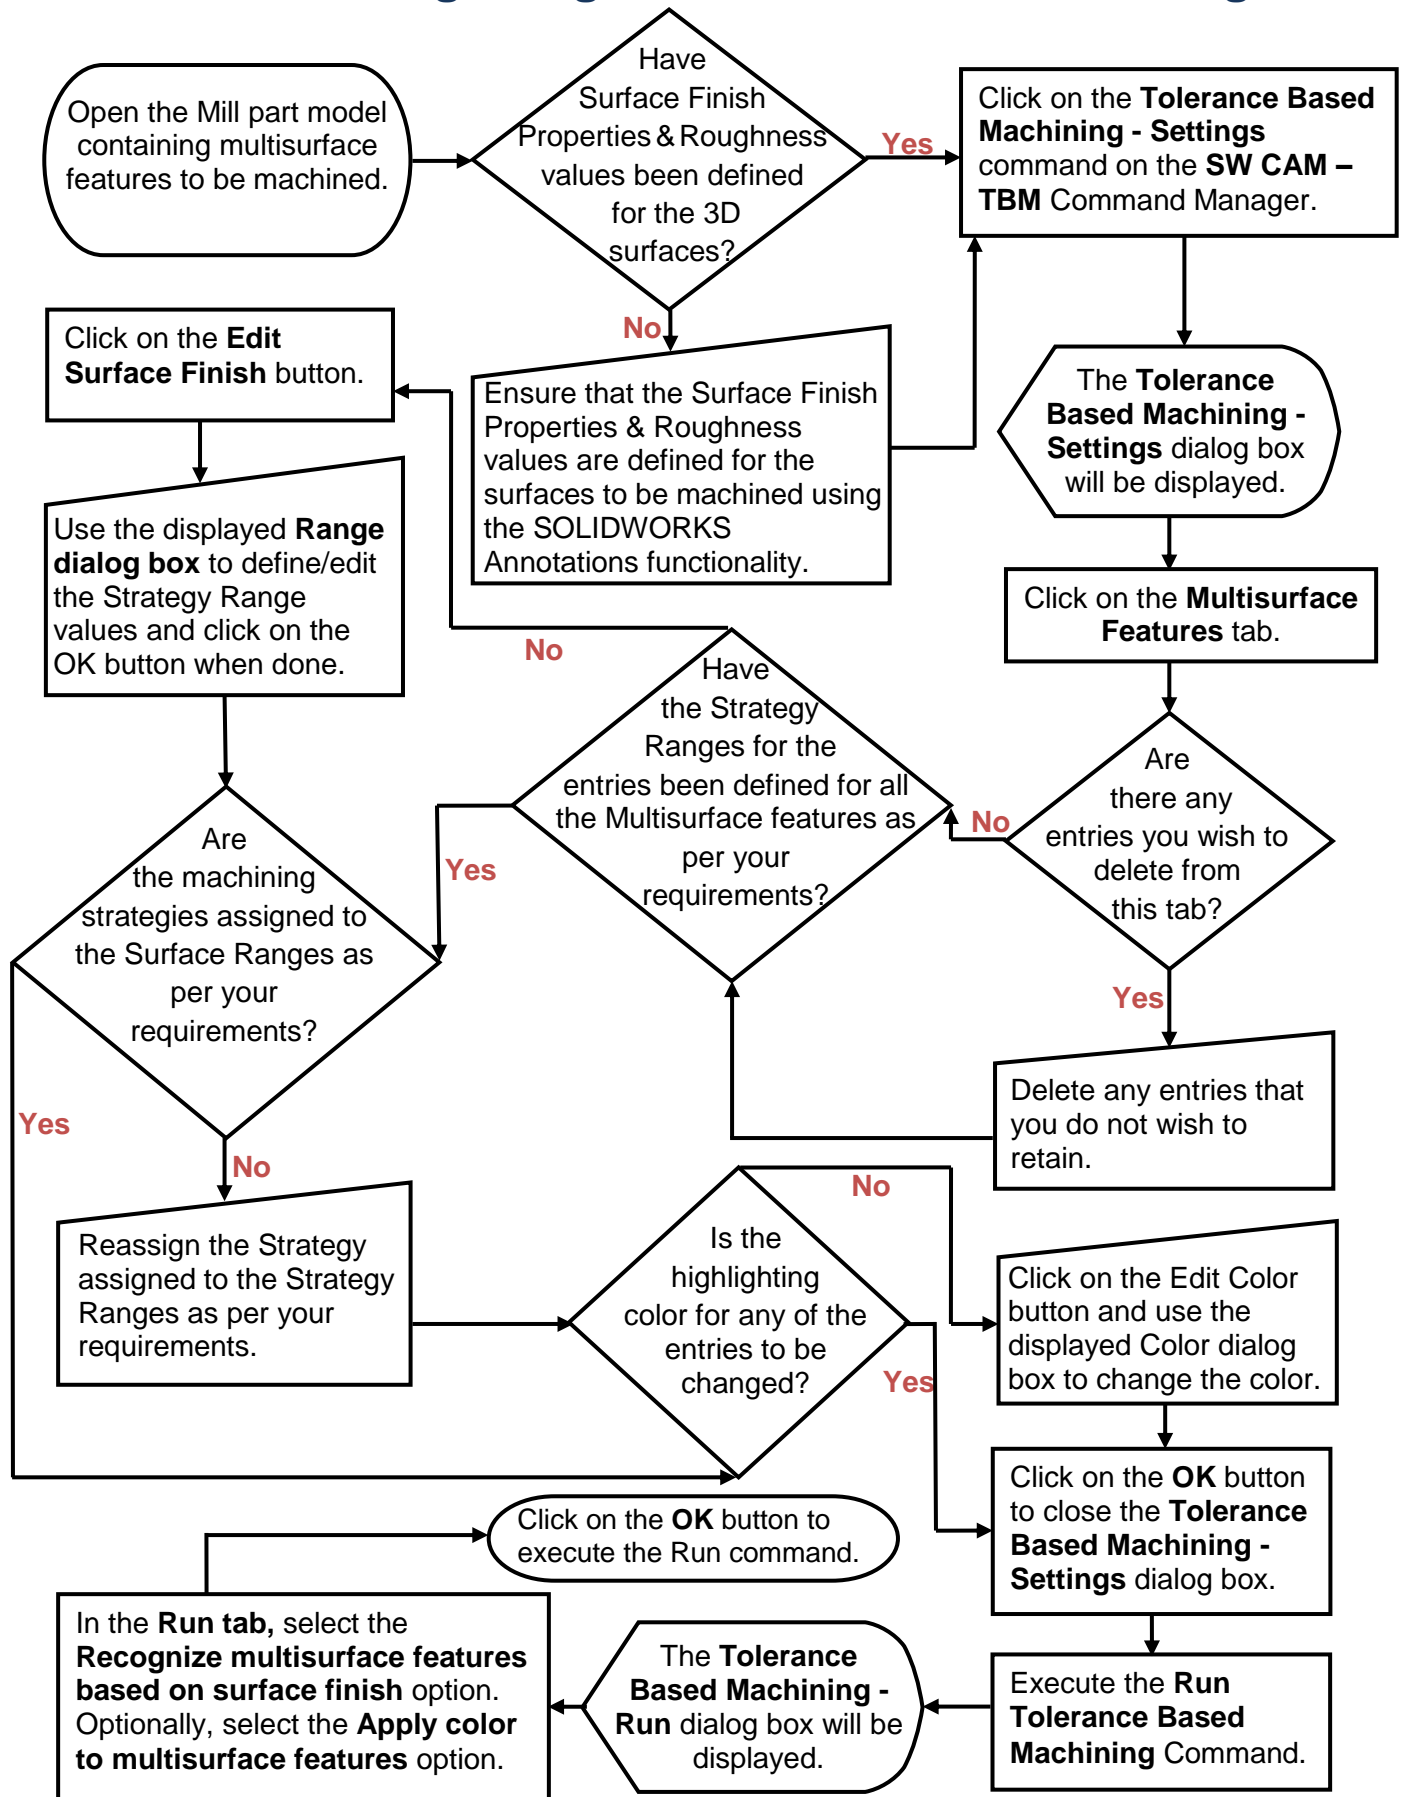 Open the Mill part model
containing multisurface
features to be machined.
Have
Surface Finish
Properties & Roughness
values been defined
for the 3D
surfaces?
Yes
Click on the Tolerance Based
Machining - Settings
command on the SW CAM –
TBM Command Manager.
No
Click on the Edit
Surface Finish button.
Ensure that the Surface Finish
Properties & Roughness
values are defined for the
surfaces to be machined using
the SOLIDWORKS
Annotations functionality.
The Tolerance
Based Machining -
Settings dialog box
will be displayed.
Use the displayed Range
dialog box to define/edit
the Strategy Range
values and click on the
OK button when done.
Click on the Multisurface
Features tab.
No
Have
the Strategy
Ranges for the
entries been defined for all
the Multisurface features as
per your
requirements?
No
Are
there any
entries you wish to
delete from
this tab?
Yes
Are
the machining
strategies assigned to
the Surface Ranges as
per your
requirements?
Yes
Delete any entries that
you do not wish to
retain.
Yes
No
Reassign the Strategy
assigned to the Strategy
Ranges as per your
requirements.
Is the
highlighting
color for any of the
entries to be
changed?
No
Click on the Edit Color
button and use the
displayed Color dialog
box to change the color.
Yes
Click on the OK button
to close the Tolerance
Based Machining -
Settings dialog box.
Click on the OK button to
execute the Run command.
In the Run tab, select the
Recognize multisurface features
based on surface finish option.
Optionally, select the Apply color
to multisurface features option.
The Tolerance
Based Machining -
Run dialog box will be
displayed.
Execute the Run
Tolerance Based
Machining Command.